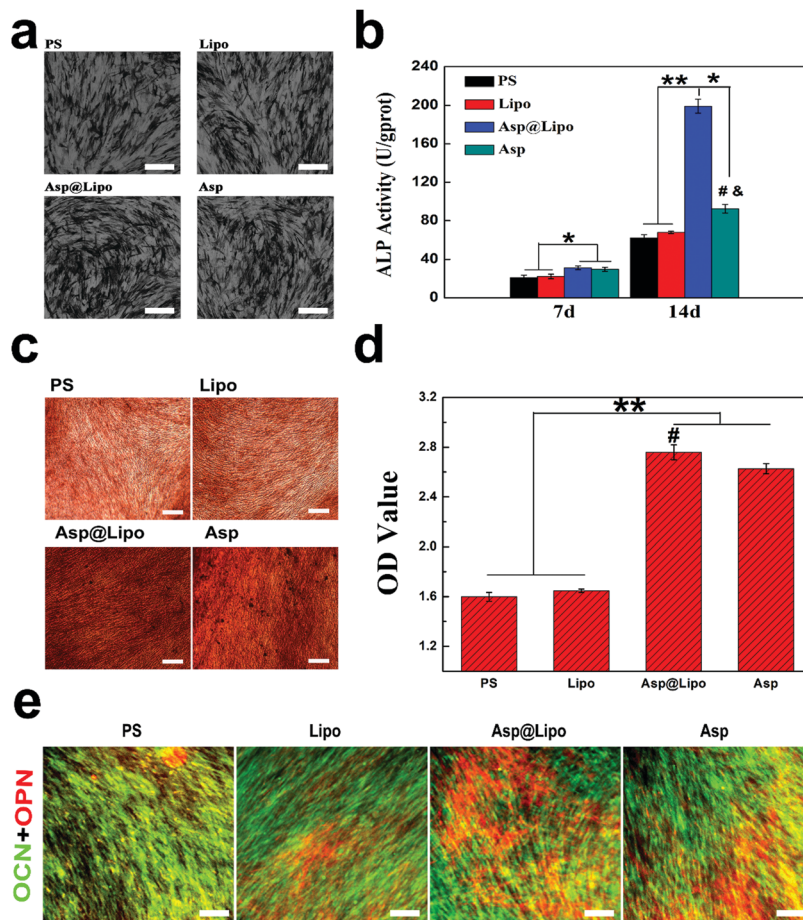 a
PS
Lipo
Asp@Lipo
Asp
b
ALP Activity (U/gprot)
240
200
160
120
80
40
0
PS
Lipo
Asp@Lipo
Asp
*
**
*
# &
7d
14d
c
PS
Lipo
Asp@Lipo
Asp
d
OD Value
3.2
2.8
2.4
2.0
1.6
1.2
**
#
PS
Lipo
Asp@Lipo
Asp
e
PS
Lipo
Asp@Lipo
Asp
OCN+OPN